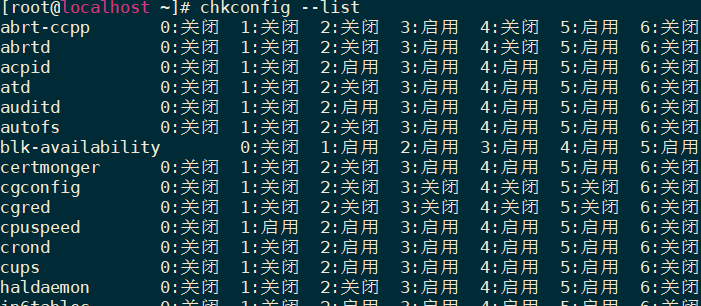 [root@localhost ~]# chkconfig --list
abrt-ccpp 0:关闭 1:关闭 2:关闭 3:启用 4:关闭 5:启用 6:关闭
abrtd 0:关闭 1:关闭 2:关闭 3:启用 4:关闭 5:启用 6:关闭
acpid 0:关闭 1:关闭 2:启用 3:启用 4:启用 5:启用 6:关闭
atd 0:关闭 1:关闭 2:关闭 3:启用 4:启用 5:启用 6:关闭
auditd 0:关闭 1:关闭 2:启用 3:启用 4:启用 5:启用 6:关闭
autofs 0:关闭 1:关闭 2:关闭 3:启用 4:启用 5:启用 6:关闭
blk-availability 0:关闭 1:启用 2:启用 3:启用 4:启用 5:启用
certmonger 0:关闭 1:关闭 2:关闭 3:启用 4:启用 5:启用 6:关闭
cgconfig 0:关闭 1:关闭 2:关闭 3:关闭 4:关闭 5:关闭 6:关闭
cgred 0:关闭 1:关闭 2:关闭 3:关闭 4:关闭 5:关闭 6:关闭
cpuspeed 0:关闭 1:启用 2:启用 3:启用 4:启用 5:启用 6:关闭
crond 0:关闭 1:关闭 2:启用 3:启用 4:启用 5:启用 6:关闭
cups 0:关闭 1:关闭 2:启用 3:启用 4:启用 5:启用 6:关闭
haldaemon 0:关闭 1:关闭 2:关闭 3:启用 4:启用 5:启用 6:关闭